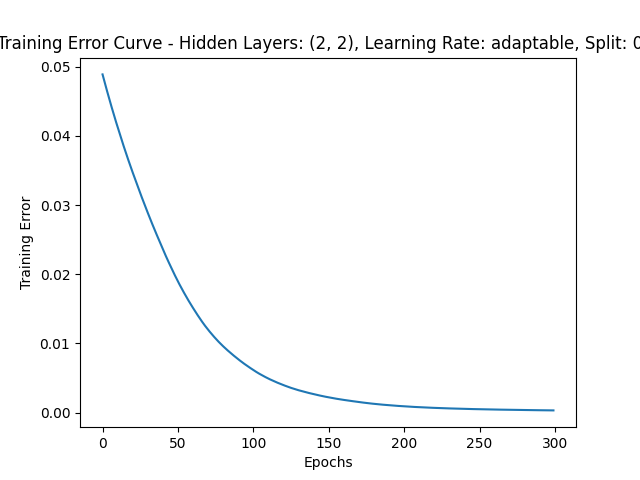 Training Error Curve - Hidden Layers: (2, 2), Learning Rate: adaptable, Split: 0
0.05
0.04
0.03
0.02
0.01
0.00
Training Error
0 50 100 150 200 250 300
Epochs